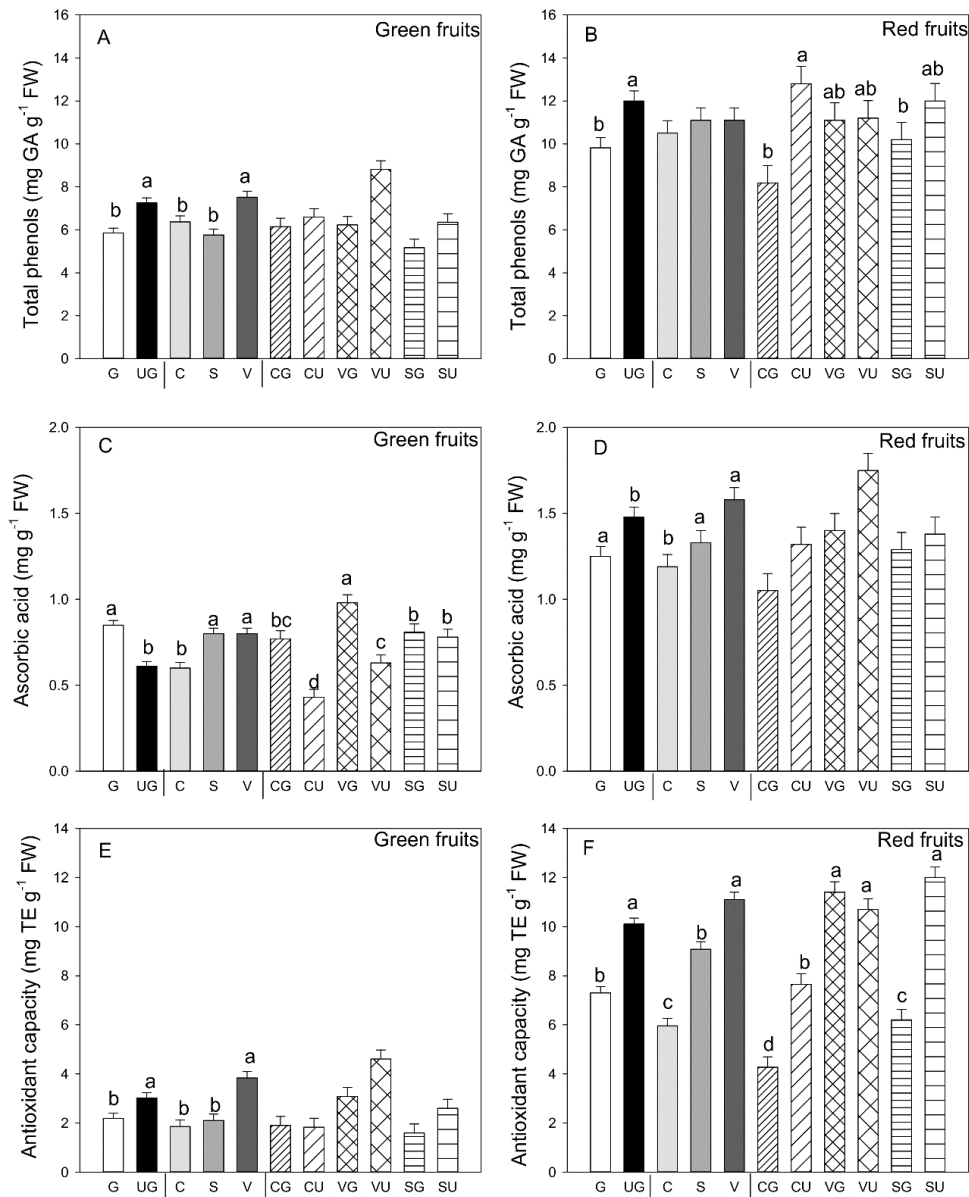 A
Green fruits
Total phenols (mg GA g-1 FW)
16
14
12
10
8
6
4
2
0
b
a
b
b
a
G UG C S V CG CU VG VU SG SU
B
Red fruits
Total phenols (mg GA g-1 FW)
16
14
12
10
8
6
4
2
0
b
a
b
a
ab
ab
b
ab
G UG C S V CG CU VG VU SG SU
C
Green fruits
Ascorbic acid (mg g-1 FW)
2.0
1.5
1.0
0.5
0.0
a
b
b
a
a
bc
d
a
c
b
b
G UG C S V CG CU VG VU SG SU
D
Red fruits
Ascorbic acid (mg g-1 FW)
2.0
1.5
1.0
0.5
0.0
a
b
b
a
a
G UG C S V CG CU VG VU SG SU
E
Green fruits
Antioxidant capacity (mg TE g-1 FW)
14
12
10
8
6
4
2
0
b
a
b
b
a
G UG C S V CG CU VG VU SG SU
F
Red fruits
Antioxidant capacity (mg TE g-1 FW)
14
12
10
8
6
4
2
0
b
a
c
b
a
d
b
a
a
c
a
G UG C S V CG CU VG VU SG SU